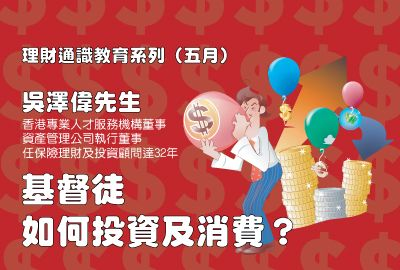 理財通識教育系列（五月）
吳澤偉先生
香港專業人才服務機構董事
資產管理公司執行董事
任保險理財及投資顧問達32年
基督徒
如何投資及消費？